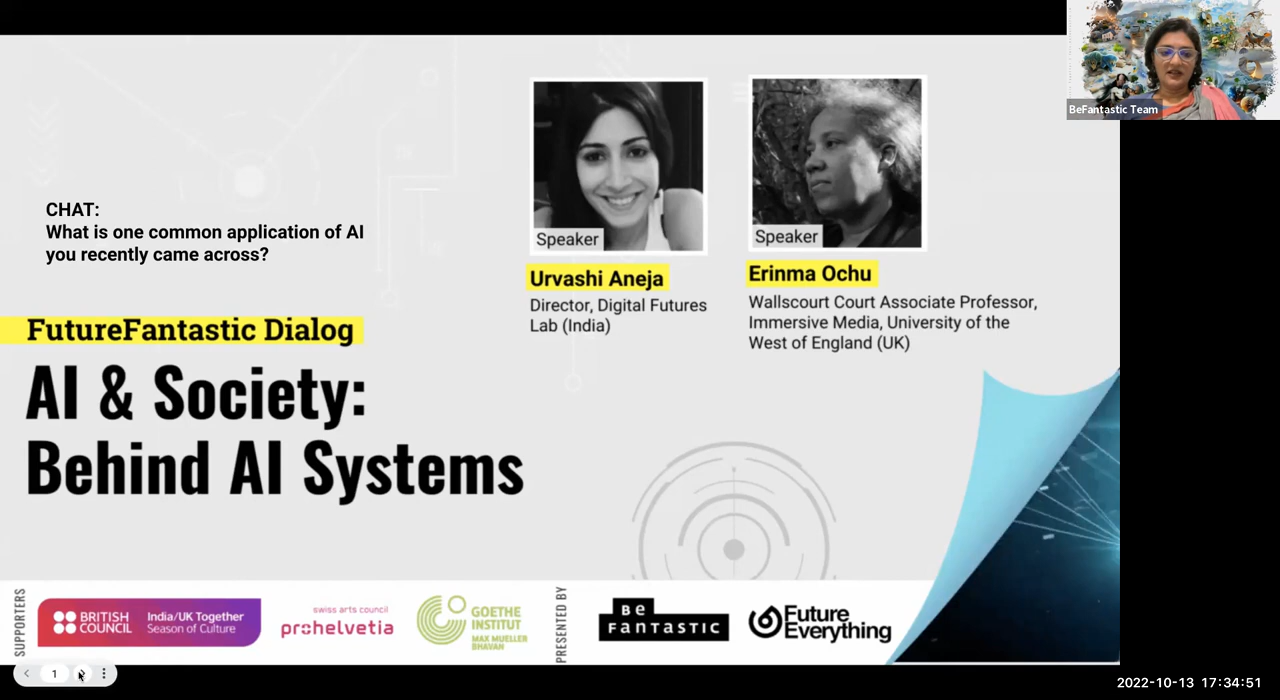 BeFantastic Team
CHAT:
What is one common application of AI
you recently came across?
Speaker
Urvashi Aneja
Director, Digital Futures
Lab (India)
Speaker
Erinma Ochu
Wallscourt Court Associate Professor,
Immersive Media, University of the
West of England (UK)
FutureFantastic Dialog
AI & Society:
Behind AI Systems
SUPPORTERS
BRITISH
COUNCIL
India/UK Together
Season of Culture
swiss arts council
prohelvetia
GOETHE
INSTITUT
MAX MUELLER
BHAVAN
PRESENTED BY
BE
FANTASTIC
Future
Everything
1
2022-10-13 17:34:51